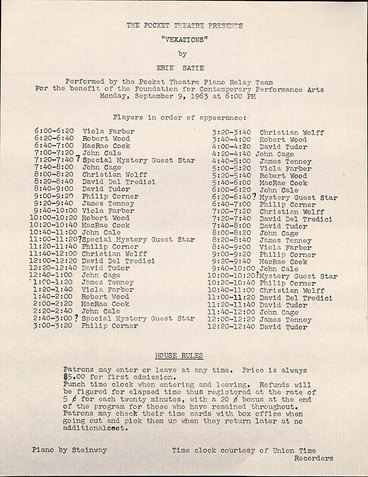 THE POCKET THEATRE PRESENTS
"VEXATIONS"
by
ERIK SATIE
Performed by the Pocket Theatre Piano Relay Team
For the benefit of the Foundation for Contemporary Performance Arts
Monday, September 9, 1963 at 6:00 PM
Players in order of appearance:
6:00-6:20 Viola Farber
6:20-6:40 Robert Wood
6:40-7:00 MacRae Cook
7:00-7:20 John Cale
7:20-7:40 ? Special Mystery Guest Star
7:40-8:00 John Cage
8:00-8:20 Christian Wolff
8:20-8:40 David Del Tredici
8:40-9:00 David Tudor
9:00-9:20 Philip Corner
9:20-9:40 James Tenney
9:40-10:00 Viola Farber
10:00-10:20 Robert Wood
10:20-10:40 MacRae Cook
10:40-11:00 John Cale
11:00-11:20 ?Special Mystery Guest Star
11:20-11:40 Philip Corner
11:40-12:00 Christian Wolff
12:00-12:20 David Del Tredici
12:20-12:40 David Tudor
12:40-1:00 John Cage
1:00-1:20 James Tenney
1:20-1:40 Viola Farber
1:40-2:00 Robert Wood
2:00-2:20 MacRae Cook
2:20-2:40 John Cale
2:40-3:00 ? Special Mystery Guest Star
3:00-3:20 Philip Corner
3:20-3:40 Christian Wolff
3:40-4:00 Robert Wood
4:00-4:20 David Tudor
4:20-4:40 John Cage
4:40-5:00 James Tenney
5:00-5:20 Viola Farber
5:20-5:40 Robert Wood
5:40-6:00 MacRae Cook
6:00-6:20 John Cale
6:20-6:40 ? Mystery Guest Star
6:40-7:00 Philip Corner
7:00-7:20 Christian Wolff
7:20-7:40 David Del Tredici
7:40-8:00 David Tudor
8:00-8:20 John Cage
8:20-8:40 James Tenney
8:40-9:00 Viola Farber
9:00-9:20 Philip Corner
9:20-9:40 MacRae Cook
9:40-10:00 John Cale
10:00-10:20 ?Mystery Guest Star
10:20-10:40 Philip Corner
10:40-11:00 Christian Wolff
11:00-11:20 David Del Tredici
11:20-11:40 David Tudor
11:40-12:00 John Cage
12:00-12:20 James Tenney
12:20-12:40 David Tudor
HOUSE RULES
Patrons may enter or leave at any time. Price is always
$5.00 for first admission.
Punch time clock when entering and leaving. Refunds will
be figured for elapsed time thus registered at the rate of
5 ¢ for each twenty minutes, with a 20 ¢ bonus at the end
of the program for those who have remained throughout.
Patrons may check their time cards with box office when
going out and pick them up when they return later at no
additional cost.
Piano by Steinway Time clock courtesy of Union Time
Recorders